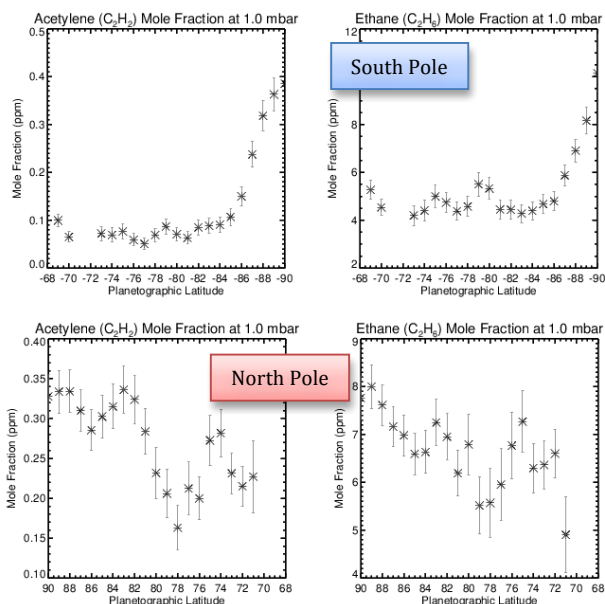 Acetylene (C₂H₂) Mole Fraction at 1.0 mbar
0.5
0.4
0.3
0.2
0.1
0.0
Mole Fraction (ppm)
-68 -70 -72 -74 -76 -78 -80 -82 -84 -86 -88 -90
Planetographic Latitude
Ethane (C₂H₆) Mole Fraction at 1.0 mbar
South Pole
12
8
6
4
2
Mole Fraction (ppm)
-68 -70 -72 -74 -76 -78 -80 -82 -84 -86 -88 -90
Planetographic Latitude
Acetylene (C₂H₂) Mole Fraction at 1.0 mbar
North Pole
0.40
0.35
0.30
0.25
0.20
0.15
0.10
Mole Fraction (ppm)
90 88 86 84 82 80 78 76 74 72 70 68
Planetographic Latitude
Ethane (C₂H₆) Mole Fraction at 1.0 mbar
9
8
7
6
5
4
Mole Fraction (ppm)
90 88 86 84 82 80 78 76 74 72 70 68
Planetographic Latitude